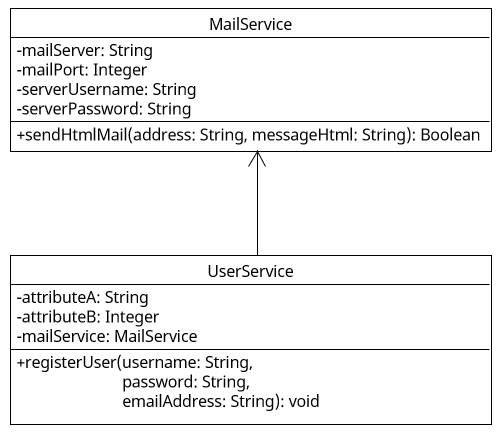 MailService
-mailServer: String
-mailPort: Integer
-serverUsername: String
-serverPassword: String
+sendHtmlMail(address: String, messageHtml: String): Boolean
UserService
-attributeA: String
-attributeB: Integer
-mailService: MailService
+registerUser(username: String,
password: String,
emailAddress: String): void